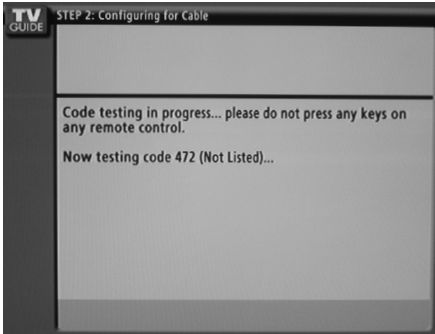 TV
GUIDE
STEP 2: Configuring for Cable
Code testing in progress... please do not press any keys on
any remote control.
Now testing code 472 (Not Listed)...